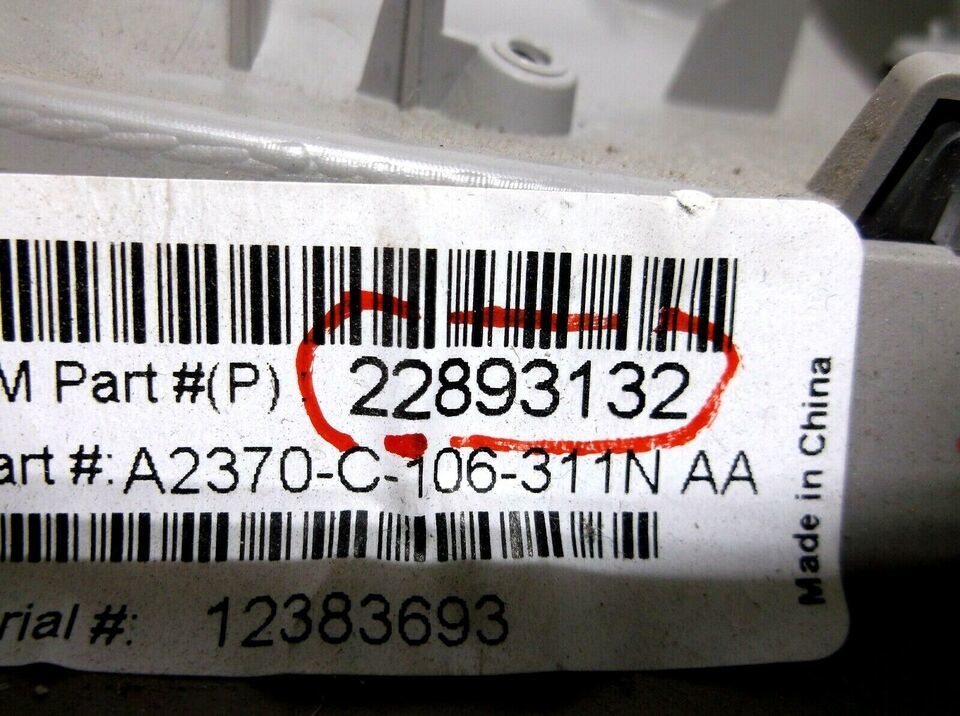 M Part #(P) : 22893132
art #: A2370-C-106-311N AA
rial #: 12383693
Made in China